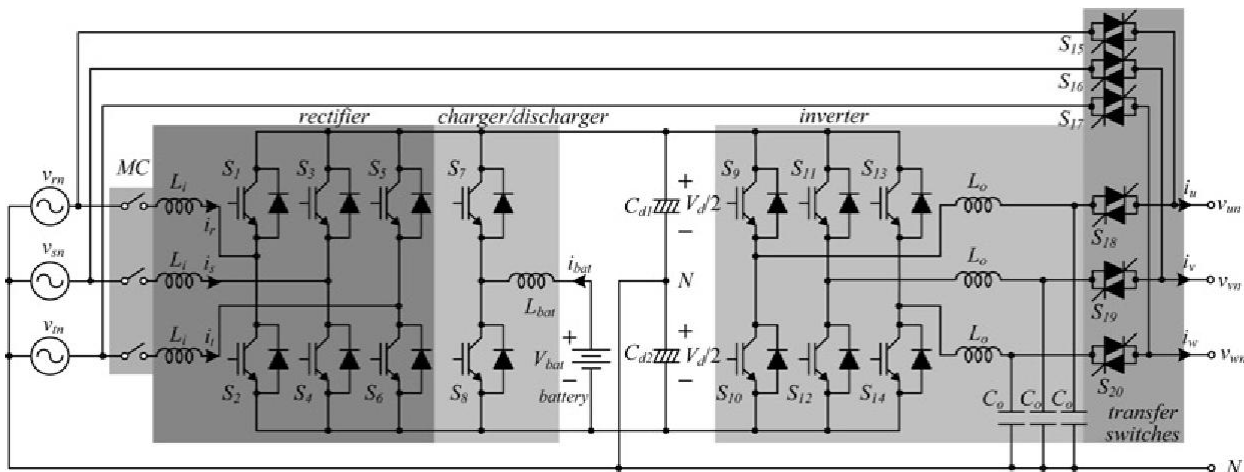 S15
S16
S17
rectifier charger/discharger inverter
MC
S1 S3 S5 S7 S9 S11 S13
vrn Li Lo iu
ir Cd1 + Vd/2 − S18 vun
vsn Li is ibat N Lo iv
Lbat S19 vvn
vtn Li it + Vbat − Cd2 + Vd/2 − Lo iw
S20 vwn
S2 S4 S6 S8 battery S10 S12 S14 Co Co Co
transfer
switches
N